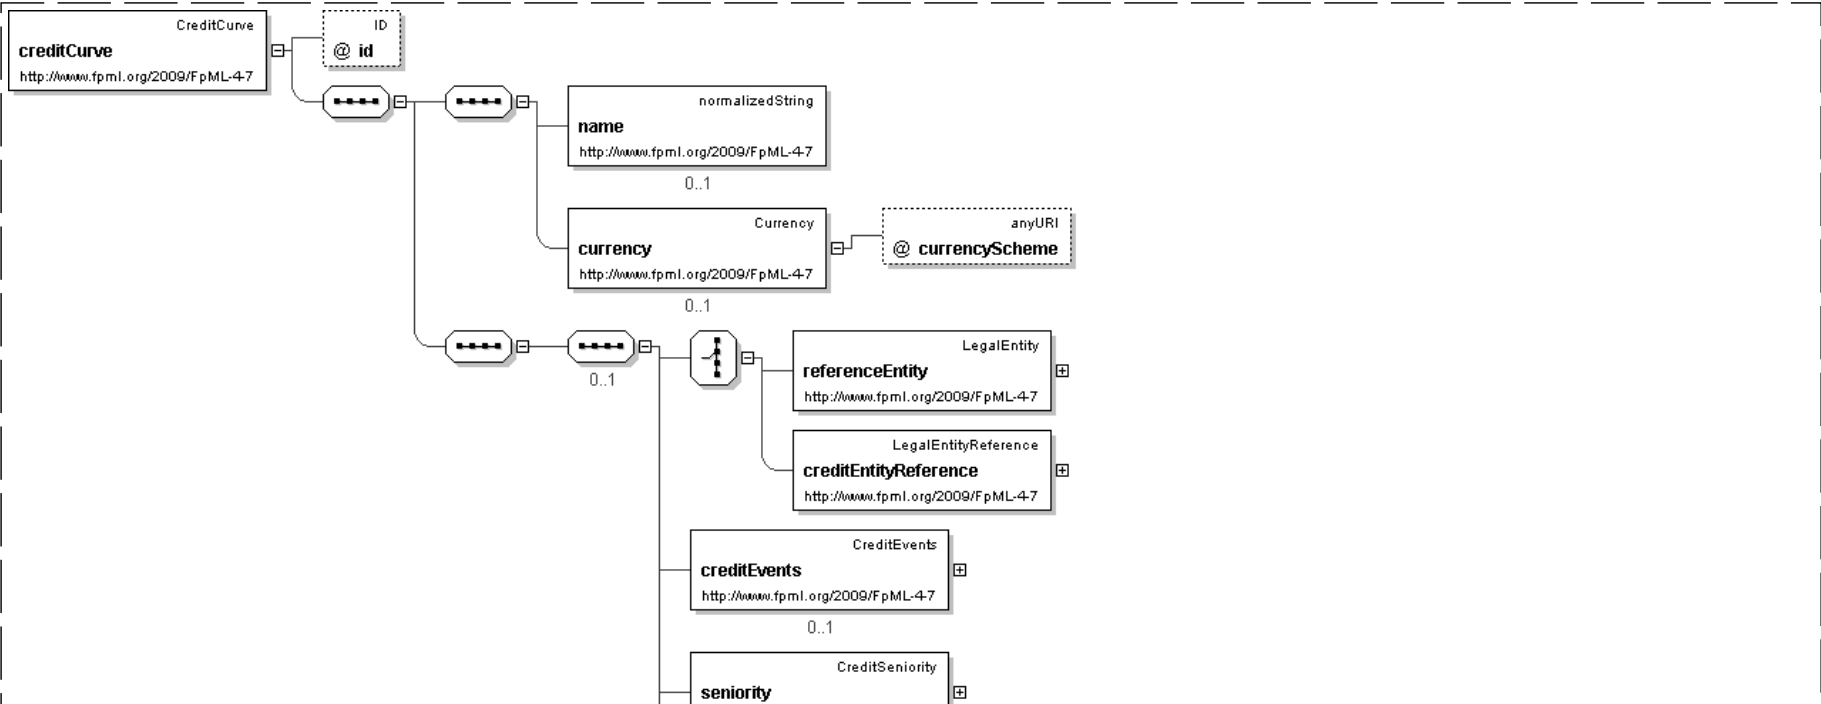 CreditCurve
creditCurve
http://www.fpml.org/2009/FpML-4-7
ID
@ id
normalizedString
name
http://www.fpml.org/2009/FpML-4-7
0..1
Currency
currency
http://www.fpml.org/2009/FpML-4-7
0..1
anyURI
@ currencyScheme
0..1
LegalEntity
referenceEntity
http://www.fpml.org/2009/FpML-4-7
LegalEntityReference
creditEntityReference
http://www.fpml.org/2009/FpML-4-7
CreditEvents
creditEvents
http://www.fpml.org/2009/FpML-4-7
0..1
CreditSeniority
seniority